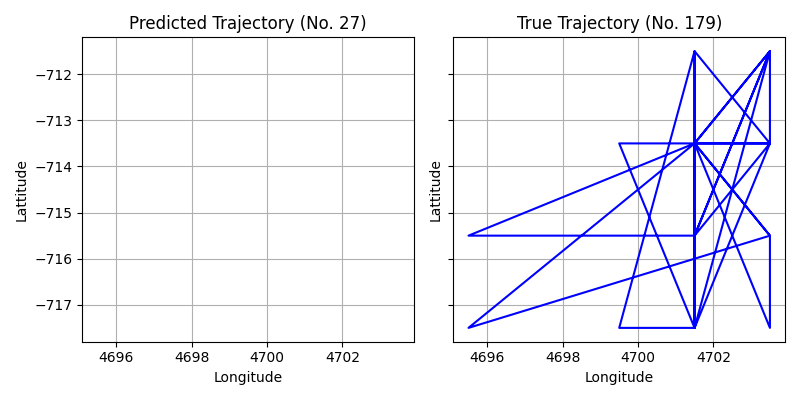 Predicted Trajectory (No. 27)
True Trajectory (No. 179)
Lattitude
−712
−713
−714
−715
−716
−717
4696
4698
4700
4702
Longitude
Lattitude
4696
4698
4700
4702
Longitude